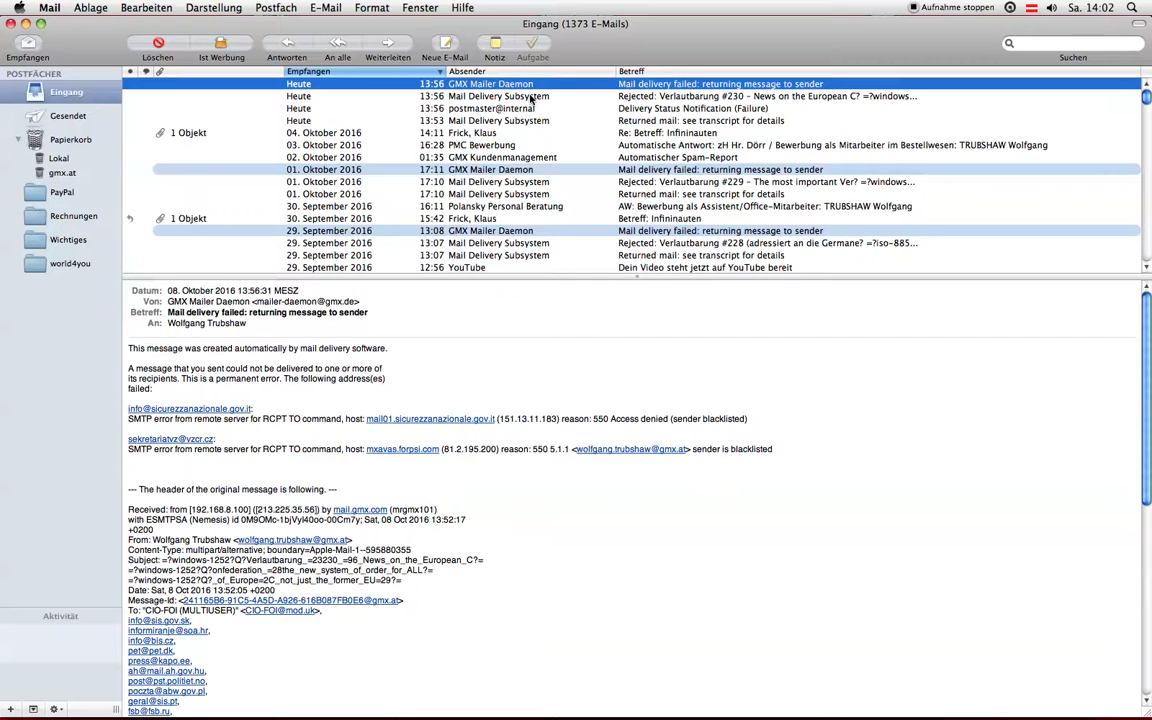 Mail Ablage Bearbeiten Darstellung Postfach E-Mail Format Fenster Hilfe Aufnahme stoppen Sa. 14:02
Eingang (1373 E-Mails)
Empfangen Löschen Ist Werbung Antworten An alle Weiterleiten Neue E-Mail Notiz Aufgabe Suchen
POSTFÄCHER
Eingang
Gesendet
Papierkorb
Lokal
gmx.at
PayPal
Rechnungen
Wichtiges
world4you
Empfangen Absender Betreff
Heute 13:56 GMX Mailer Daemon Mail delivery failed: returning message to sender
Heute 13:56 Mail Delivery Subsystem Rejected: Verlautbarung #230 – News on the European C? =?windows...
Heute 13:56 postmaster@internal Delivery Status Notification (Failure)
Heute 13:53 Mail Delivery Subsystem Returned mail: see transcript for details
1 Objekt 04. Oktober 2016 14:11 Frick, Klaus Re: Betreff: Infininauten
03. Oktober 2016 16:28 PMC Bewerbung Automatische Antwort: zH Hr. Dörr / Bewerbung als Mitarbeiter im Bestellwesen: TRUBSHAW Wolfgang
02. Oktober 2016 01:35 GMX Kundenmanagement Automatischer Spam-Report
01. Oktober 2016 17:11 GMX Mailer Daemon Mail delivery failed: returning message to sender
01. Oktober 2016 17:10 Mail Delivery Subsystem Rejected: Verlautbarung #229 – The most important Ver? =?windows...
01. Oktober 2016 17:10 Mail Delivery Subsystem Returned mail: see transcript for details
30. September 2016 16:11 Polansky Personal Beratung AW: Bewerbung als Assistent/Office-Mitarbeiter: TRUBSHAW Wolfgang
1 Objekt 30. September 2016 15:42 Frick, Klaus Betreff: Infininauten
29. September 2016 13:08 GMX Mailer Daemon Mail delivery failed: returning message to sender
29. September 2016 13:07 Mail Delivery Subsystem Rejected: Verlautbarung #228 (adressiert an die Germane? =?iso-885...
29. September 2016 13:07 Mail Delivery Subsystem Returned mail: see transcript for details
29. September 2016 12:56 YouTube Dein Video steht jetzt auf YouTube bereit
Datum: 08. Oktober 2016 13:56:31 MESZ
Von: GMX Mailer Daemon <mailer-daemon@gmx.de>
Betreff: Mail delivery failed: returning message to sender
An: Wolfgang Trubshaw
This message was created automatically by mail delivery software.
A message that you sent could not be delivered to one or more of
its recipients. This is a permanent error. The following address(es)
failed:
info@sicurezzanazionale.gov.it:
SMTP error from remote server for RCPT TO command, host: mail01.sicurezzanazionale.gov.it (151.13.11.183) reason: 550 Access denied (sender blacklisted)
sekretariatvz@vzcr.cz:
SMTP error from remote server for RCPT TO command, host: mxavas.forpsi.com (81.2.195.200) reason: 550 5.1.1 <wolfgang.trubshaw@gmx.at> sender is blacklisted
--- The header of the original message is following. ---
Received: from [192.168.8.100] ([213.225.35.56]) by mail.gmx.com (mrgmx101)
with ESMTPSA (Nemesis) id 0M9OMc-1bjVyl40oo-00Cm7y; Sat, 08 Oct 2016 13:52:17
+0200
From: Wolfgang Trubshaw <wolfgang.trubshaw@gmx.at>
Content-Type: multipart/alternative; boundary=Apple-Mail-1--595880355
Subject: =?windows-1252?Q?Verlautbarung_=23230_=96_News_on_the_European_C?=
=?windows-1252?Q?onfederation_=28the_new_system_of_order_for_ALL?=
=?windows-1252?Q?_of_Europe=2C_not_just_the_former_EU=29?=
Date: Sat, 8 Oct 2016 13:52:05 +0200
Message-Id: <241165B6-91C5-4A5D-A926-616B087FB0E6@gmx.at>
To: "CIO-FOI (MULTIUSER)" <CIO-FOI@mod.uk>,
info@sis.gov.sk,
informiranje@soa.hr,
info@bis.cz,
pet@pet.dk,
press@kapo.ee,
ah@mail.ah.gov.hu,
post@pst.politiet.no,
poczta@abw.gov.pl,
geral@sis.pt,
fsb@fsb.ru,
Aktivität